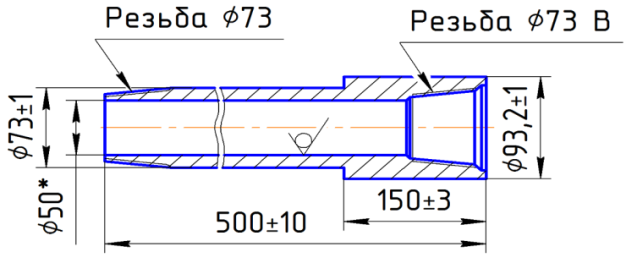 Резьба ϕ73
Резьба ϕ73 В
ϕ73±1
ϕ50*
ϕ93,2±1
150±3
500±10